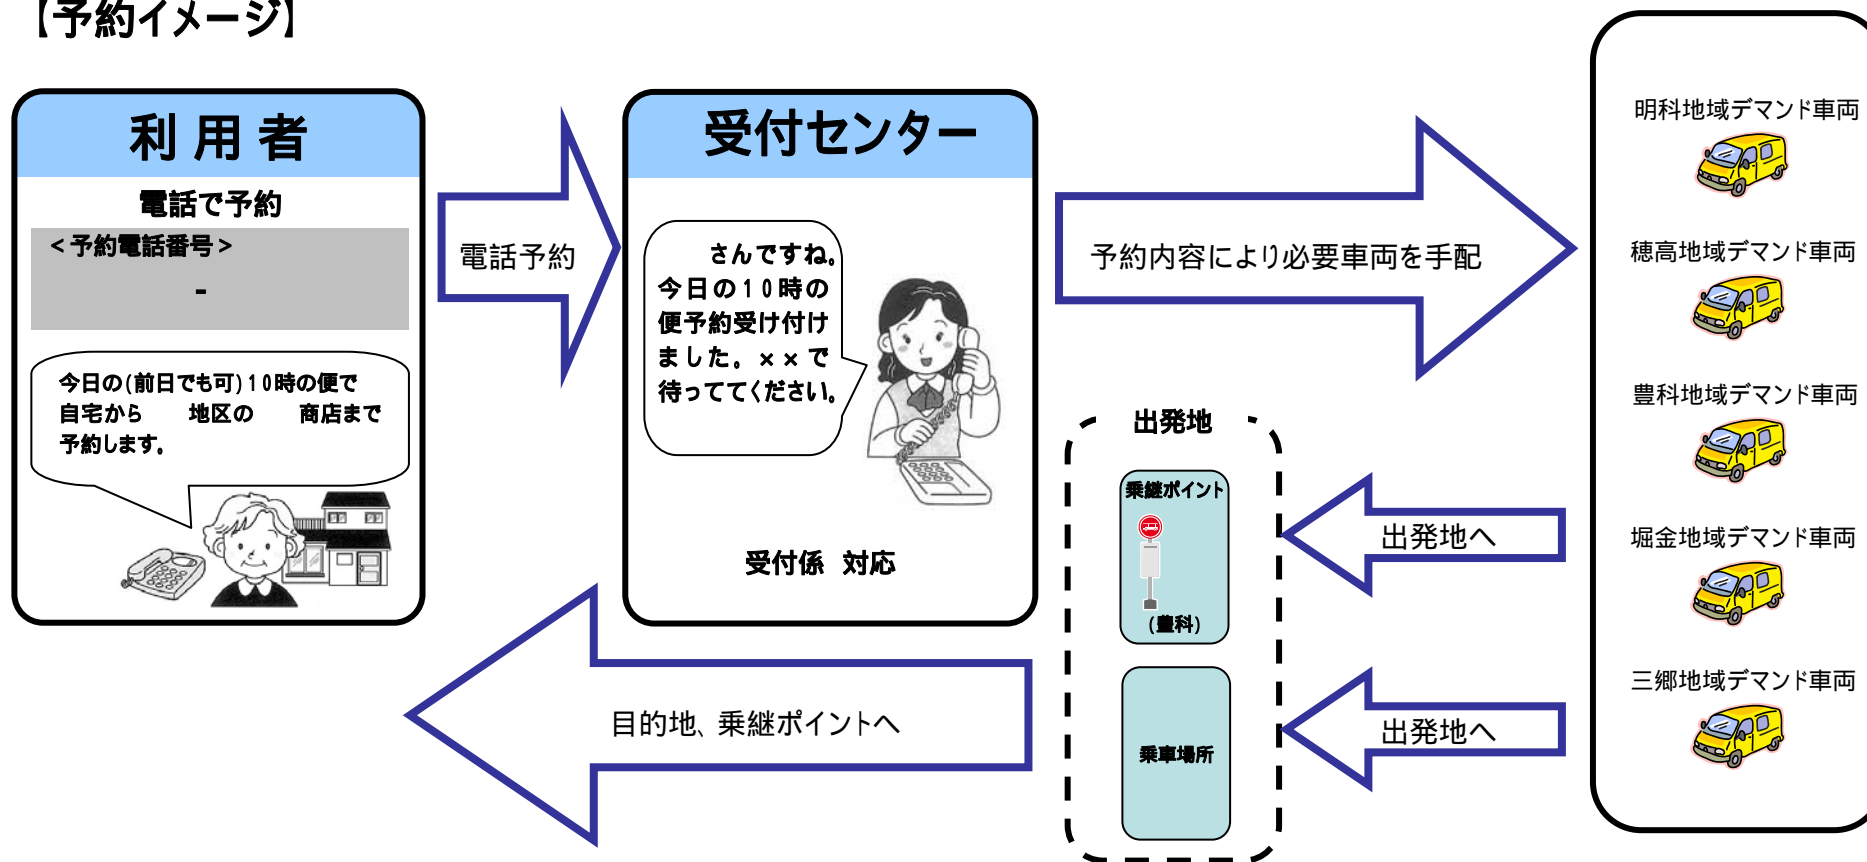 【予約イメージ】
利用者
電話で予約
<予約電話番号>
-
今日の(前日でも可)10時の便で
自宅から　　地区の　　商店まで
予約します。
電話予約
受付センター
さんですね。
今日の10時の
便予約受け付け
ました。××で
待っててください。
受付係 対応
予約内容により必要車両を手配
明科地域デマンド車両
穂高地域デマンド車両
豊科地域デマンド車両
堀金地域デマンド車両
三郷地域デマンド車両
出発地へ
出発地へ
出発地
乗継ポイント
(豊科)
乗車場所
目的地、乗継ポイントへ